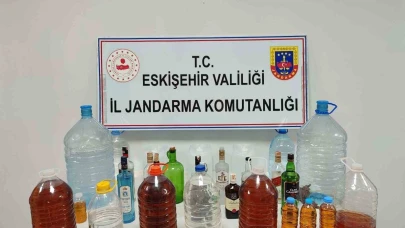 T.C.
ESKİŞEHİR VALİLİĞİ
İL JANDARMA KOMUTANLIĞI